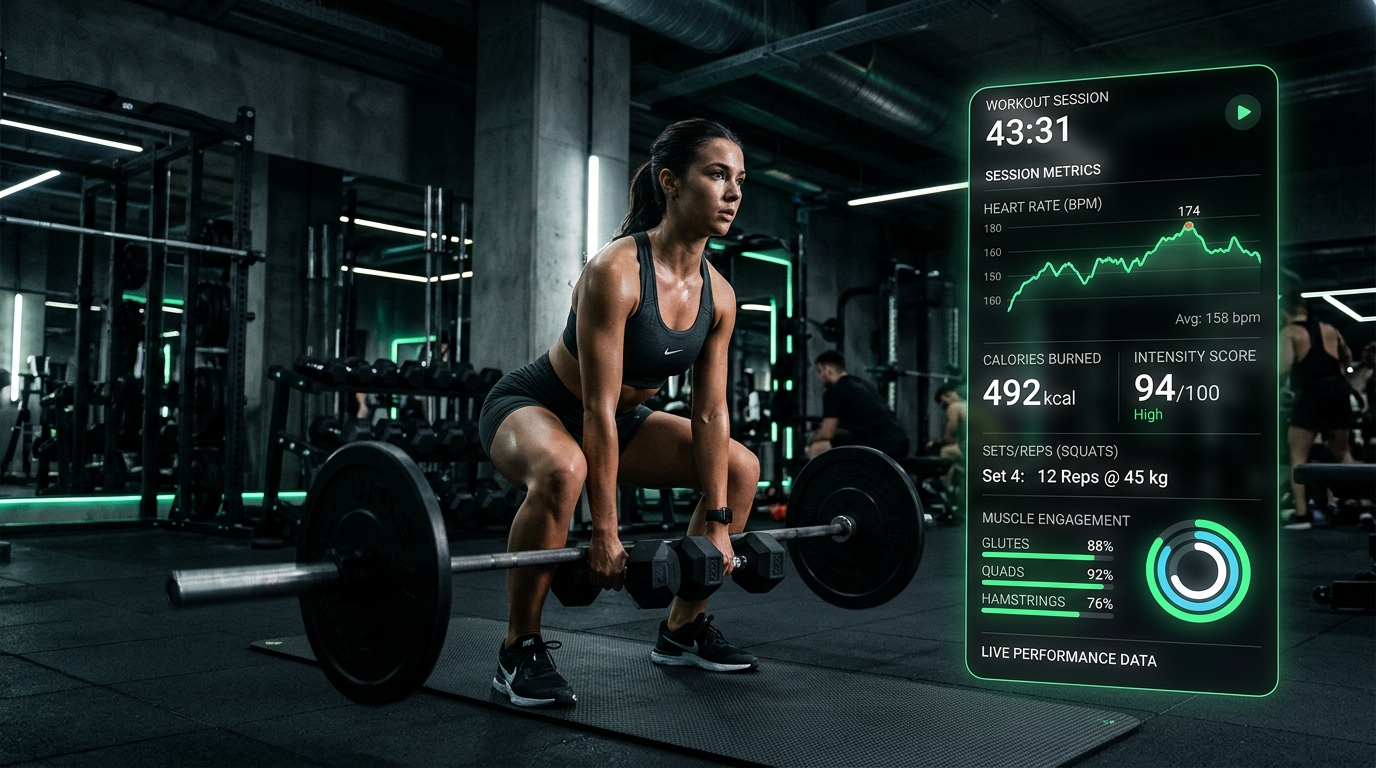 WORKOUT SESSION
43:31
SESSION METRICS
HEART RATE (BPM)
174
180
160
150
160
Avg: 158 bpm
CALORIES BURNED
492 kcal
INTENSITY SCORE
94/100
High
SETS/REPS (SQUATS)
Set 4: 12 Reps @ 45 kg
MUSCLE ENGAGEMENT
GLUTES 88%
QUADS 92%
HAMSTRINGS 76%
LIVE PERFORMANCE DATA